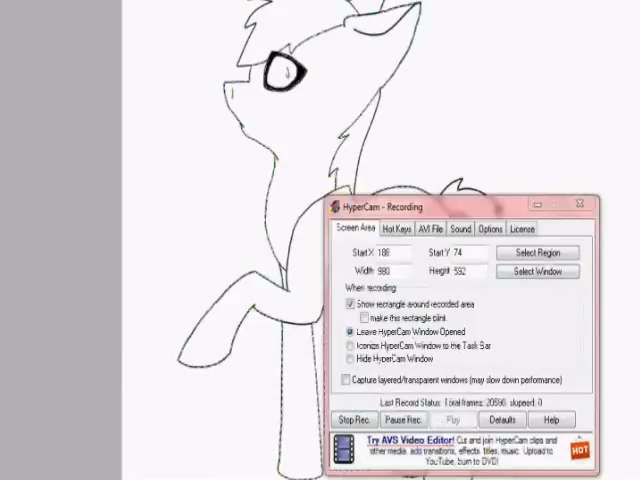 HyperCam - Recording
Screen Area Hot Keys AVI File Sound Options License
Start X 186 Start Y 74 Select Region
Width 980 Height 592 Select Window
When recording
Show rectangle around recorded area
make this rectangle blink
Leave HyperCam Window Opened
Iconize HyperCam Window to the Task Bar
Hide HyperCam Window
Capture layered/transparent windows (may slow down performance)
Last Record Status: Total frames: 20590, skipped: 0
Stop Rec. Pause Rec. Play Defaults Help
Try AVS Video Editor! Cut and join HyperCam clips and
other media, add transitions, effects, titles, music. Upload to
YouTube, burn to DVD!
HOT